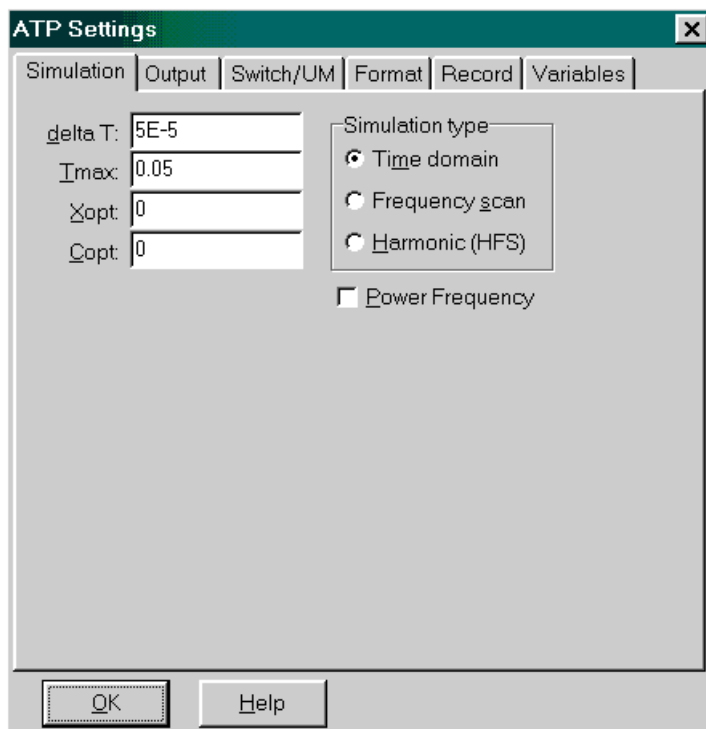 ATP Settings
Simulation Output Switch/UM Format Record Variables
delta T: 5E-5
Tmax: 0.05
Xopt: 0
Copt: 0
Simulation type
Time domain
Frequency scan
Harmonic (HFS)
Power Frequency
OK Help